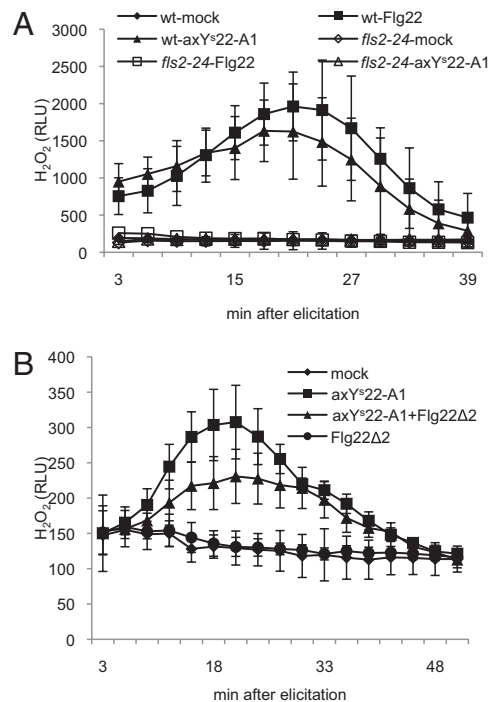 A
wt-mock
wt-Flg22
wt-axYˢ22-A1
fls2-24-mock
fls2-24-Flg22
fls2-24-axYˢ22-A1
3000
2500
2000
1500
1000
500
0
H₂O₂ (RLU)
3 15 27 39
min after elicitation
B
mock
axYˢ22-A1
axYˢ22-A1+Flg22Δ2
Flg22Δ2
400
350
300
250
200
150
100
50
0
H₂O₂ (RLU)
3 18 33 48
min after elicitation